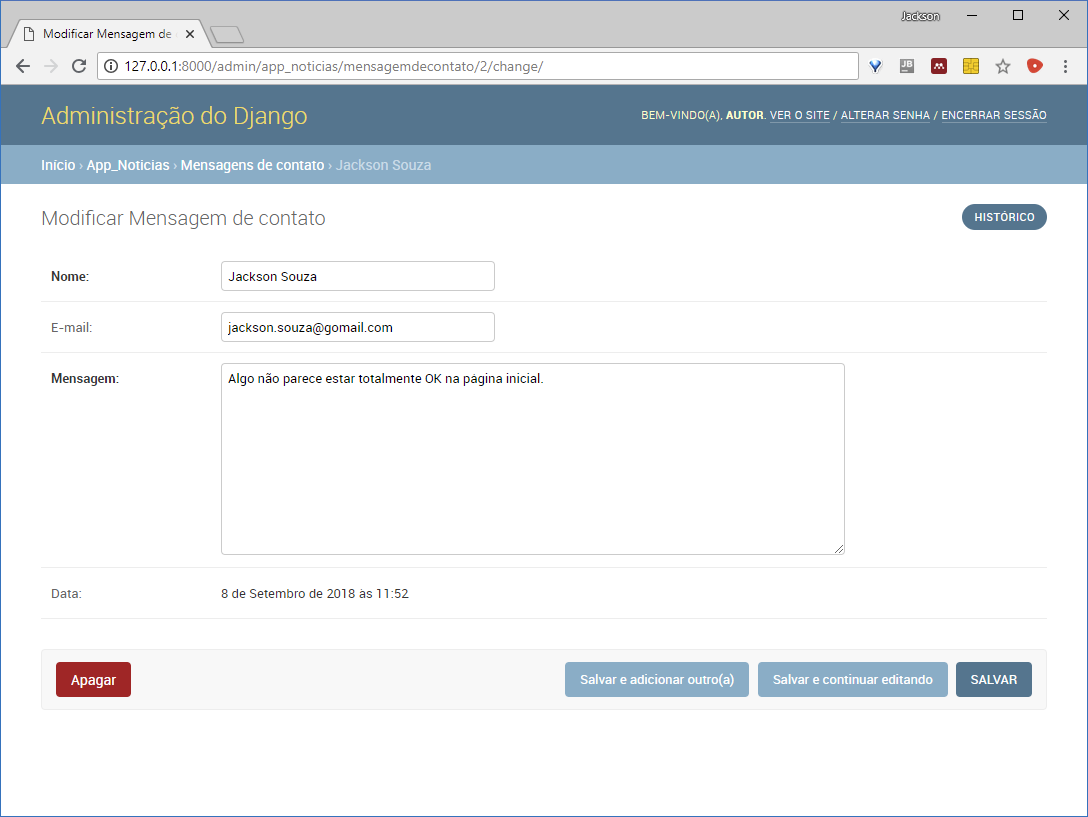 Jackson
Modificar Mensagem de
127.0.0.1:8000/admin/app_noticias/mensagemdecontato/2/change/
JB
Administração do Django
BEM-VINDO(A), AUTOR. VER O SITE / ALTERAR SENHA / ENCERRAR SESSÃO
Início › App_Noticias › Mensagens de contato › Jackson Souza
Modificar Mensagem de contato
HISTÓRICO
Nome:
Jackson Souza
E-mail:
jackson.souza@gomail.com
Mensagem:
Algo não parece estar totalmente OK na página inicial.
Data:
8 de Setembro de 2018 às 11:52
Apagar
Salvar e adicionar outro(a)
Salvar e continuar editando
SALVAR